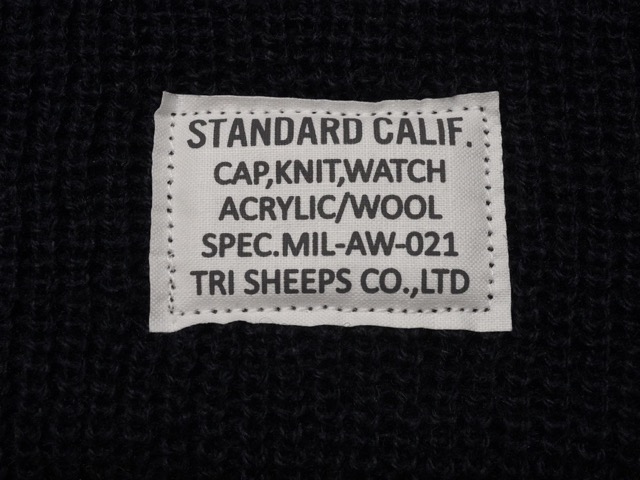 STANDARD CALIF.
CAP,KNIT,WATCH
ACRYLIC/WOOL
SPEC.MIL-AW-021
TRI SHEEPS CO.,LTD